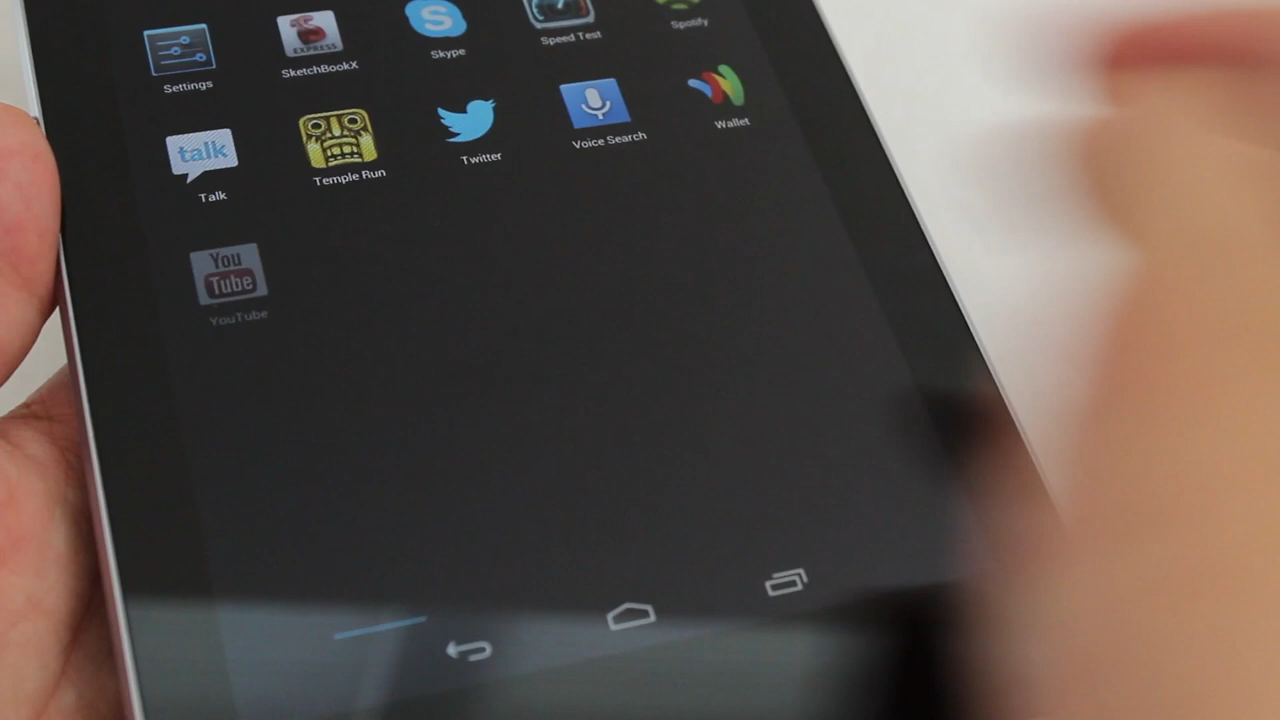 Settings
EXPRESS
SketchBookX
S
Skype
Speed Test
Spotify
talk
Talk
Temple Run
Twitter
Voice Search
Wallet
You
Tube
YouTube